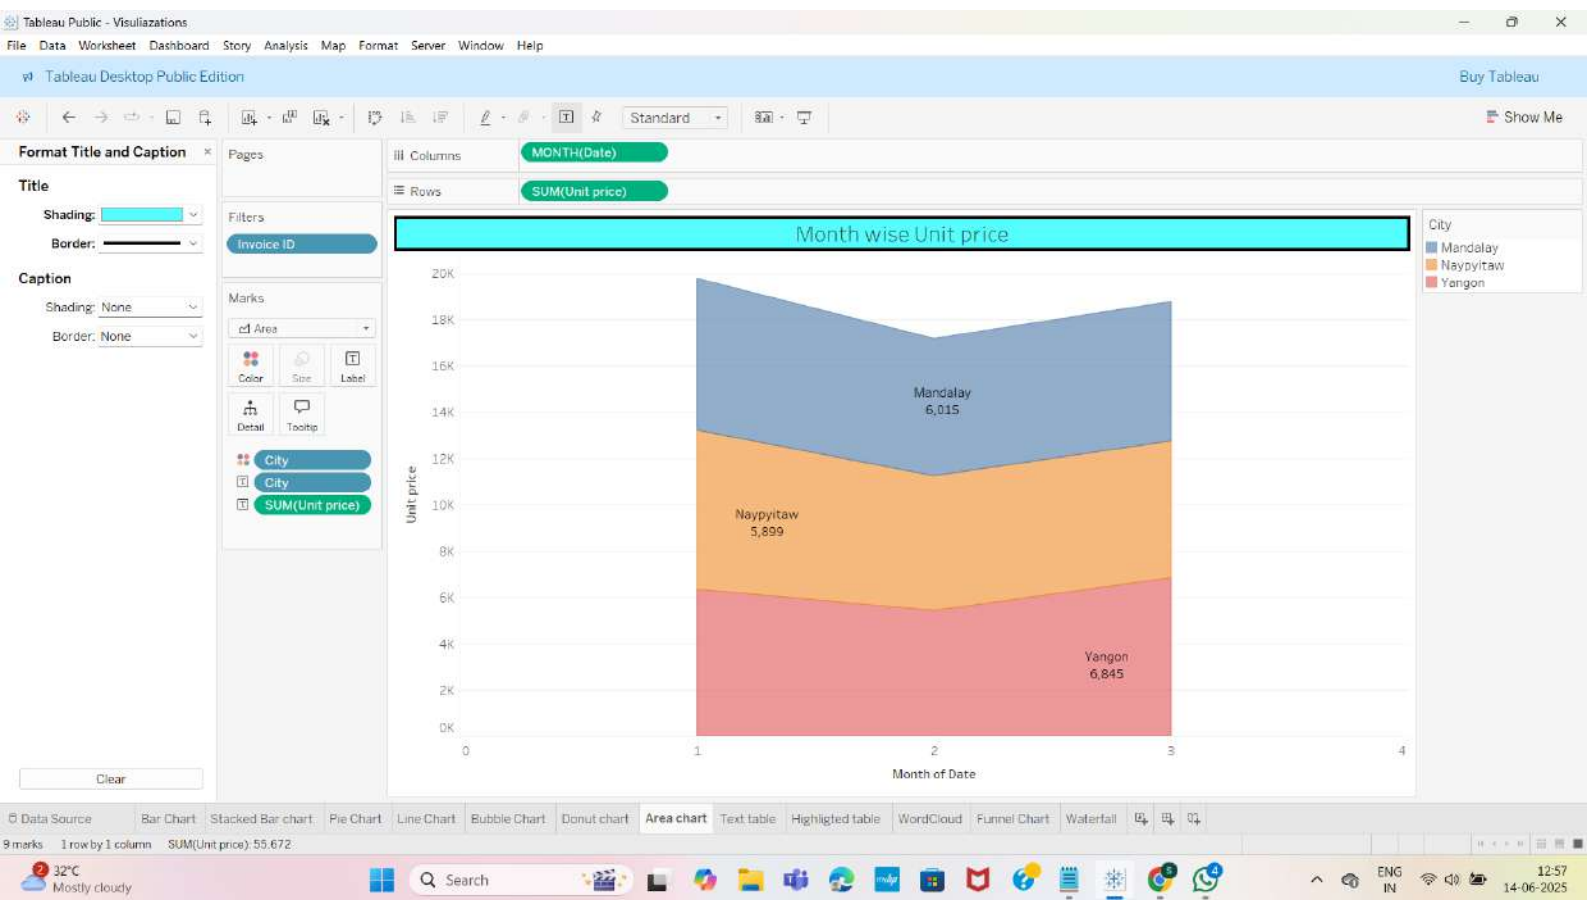 Tableau Public - Visuliazations
File Data Worksheet Dashboard Story Analysis Map Format Server Window Help
Tableau Desktop Public Edition
Buy Tableau
Standard
Show Me
Format Title and Caption ×
Title
Shading:
Border:
Caption
Shading: None
Border: None
Clear
Pages
Filters
Invoice ID
Marks
Area
Color Size Label
Detail Tooltip
City
City
SUM(Unit price)
Columns MONTH(Date)
Rows SUM(Unit price)
Month wise Unit price
20K
18K
16K
14K
12K
10K
8K
6K
4K
2K
0K
Unit price
Mandalay
6,015
Naypyitaw
5,899
Yangon
6,845
0 1 2 3 4
Month of Date
City
Mandalay
Naypyitaw
Yangon
Data Source Bar Chart Stacked Bar chart Pie Chart Line Chart Bubble Chart Donut chart Area chart Text table Highligted table WordCloud Funnel Chart Waterfall
9 marks 1 row by 1 column SUM(Unit price): 55,672
2
32°C
Mostly cloudy
Search
ENG
IN
12:57
14-06-2025